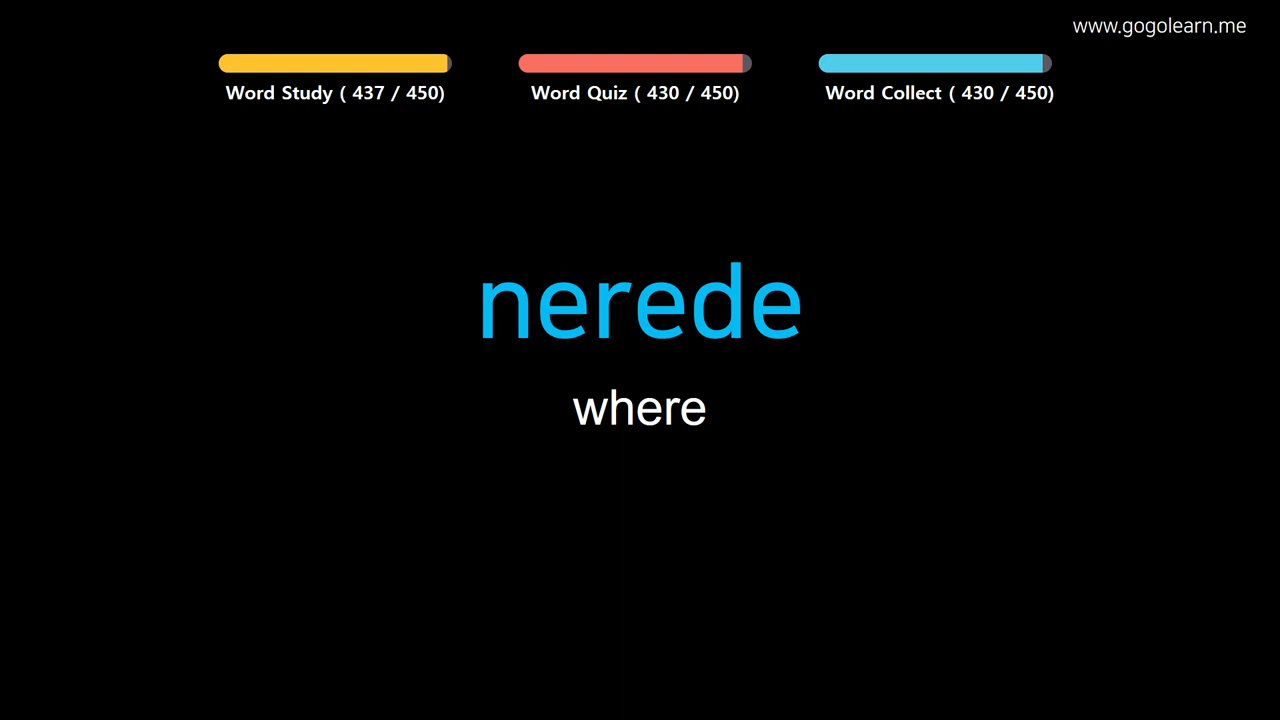 www.gogolearn.me
Word Study ( 437 / 450)
Word Quiz ( 430 / 450)
Word Collect ( 430 / 450)
nerede
where